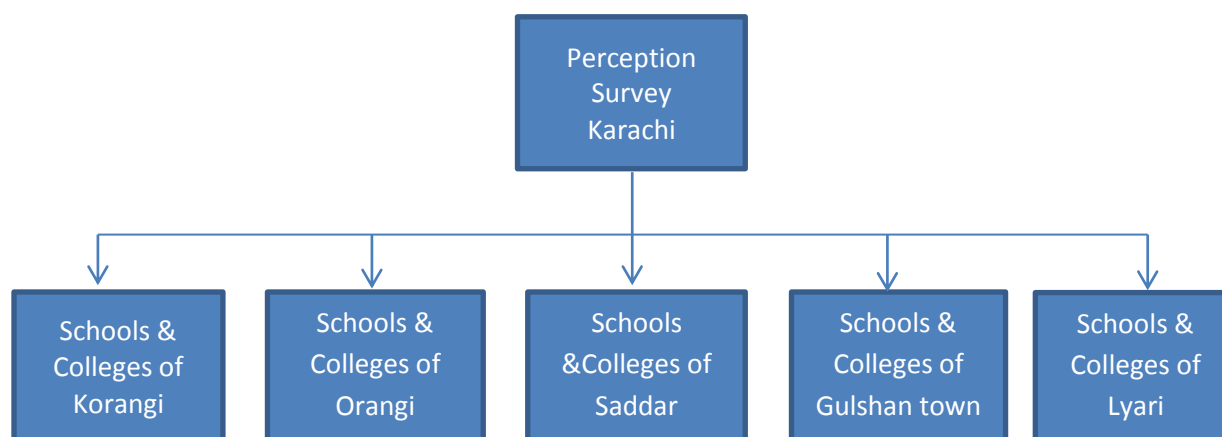 Perception
Survey
Karachi
Schools &
Colleges of
Korangi
Schools &
Colleges of
Orangi
Schools
&Colleges of
Saddar
Schools &
Colleges of
Gulshan town
Schools &
Colleges of
Lyari